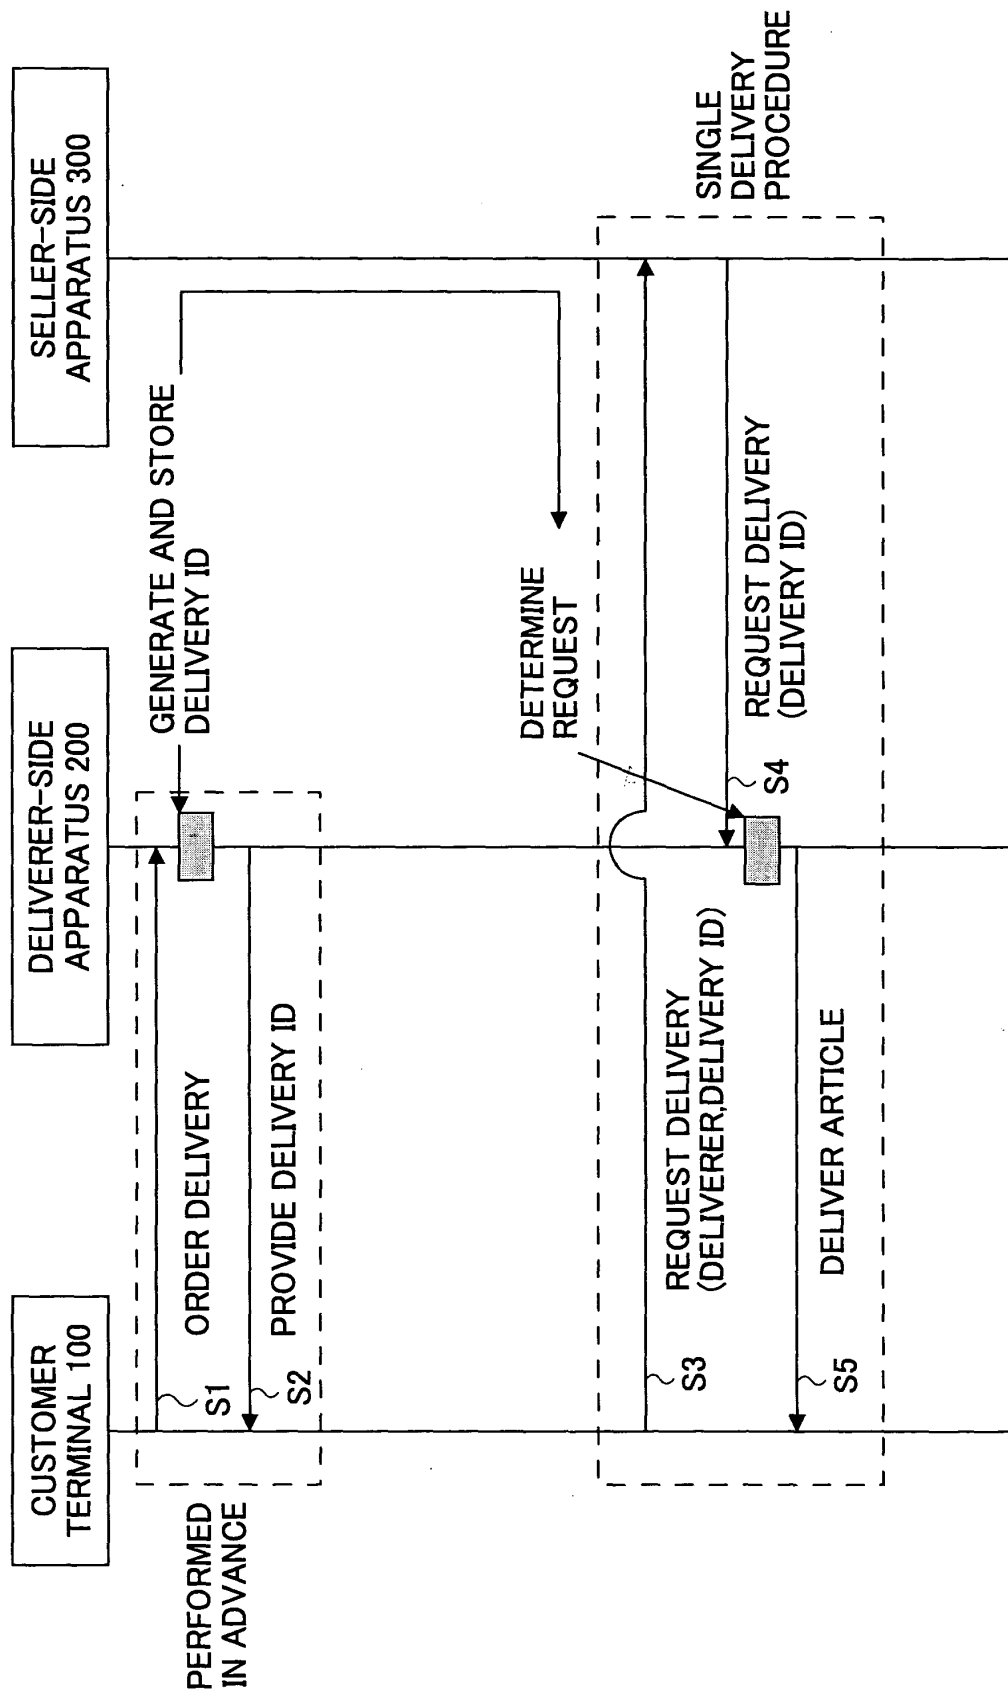 CUSTOMER
TERMINAL 100
DELIVERER-SIDE
APPARATUS 200
SELLER-SIDE
APPARATUS 300
PERFORMED
IN ADVANCE
S1
ORDER DELIVERY
GENERATE AND STORE
DELIVERY ID
S2
PROVIDE DELIVERY ID
DETERMINE
REQUEST
SINGLE
DELIVERY
PROCEDURE
S3
REQUEST DELIVERY
(DELIVERER,DELIVERY ID)
S4
REQUEST DELIVERY
(DELIVERY ID)
S5
DELIVER ARTICLE